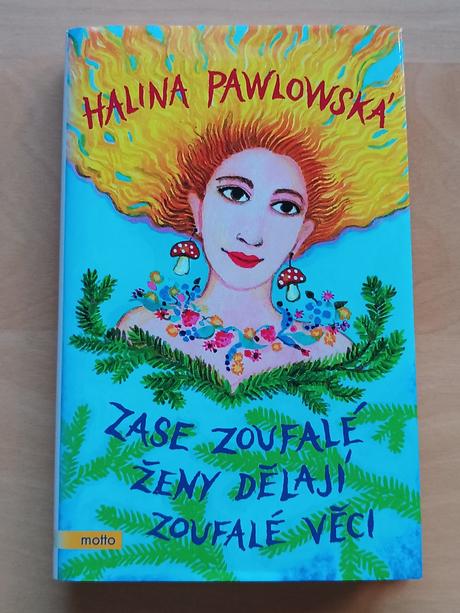 HALINA PAWLOWSKÁ
ZASE ZOUFALÉ
ŽENY DĚLAJÍ
ZOUFALÉ VĚCI
motto